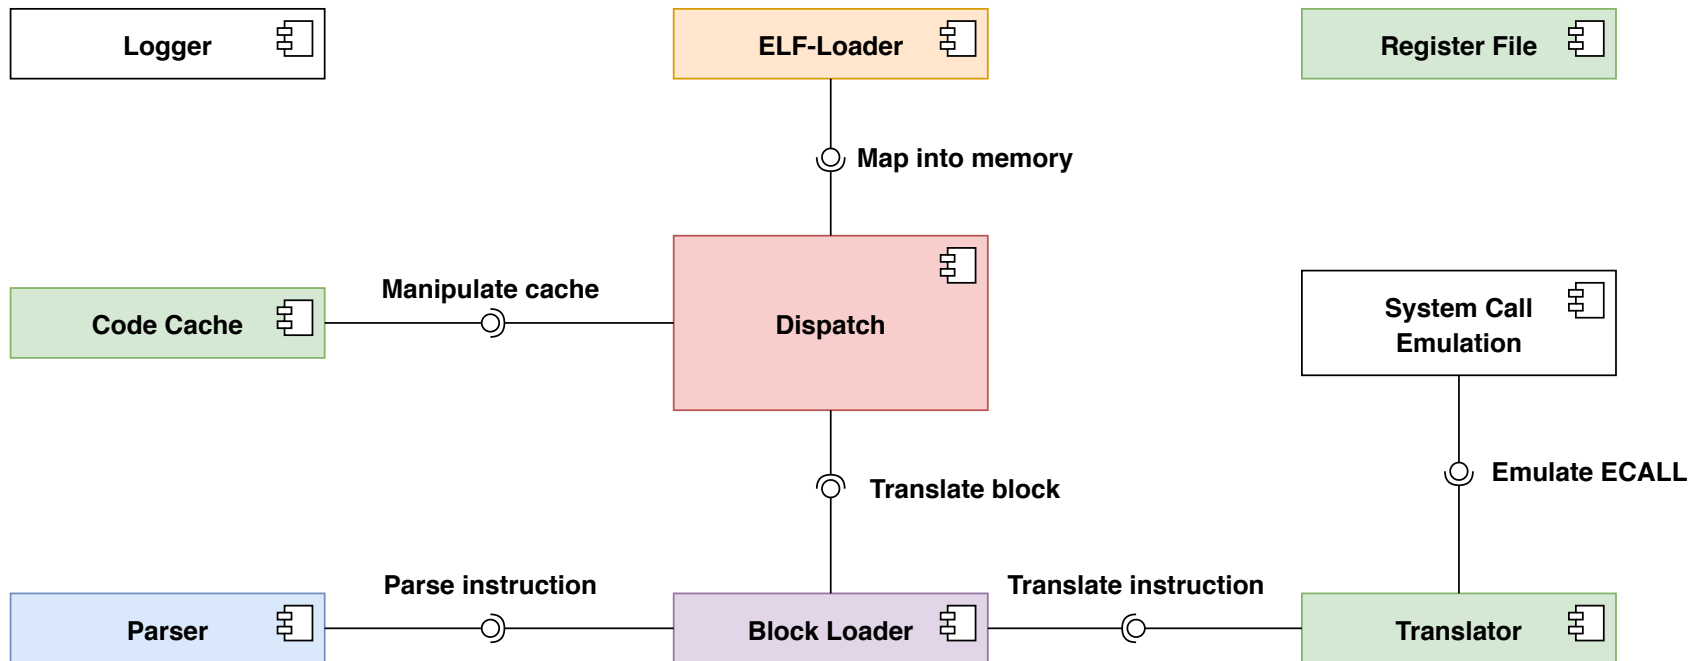 Logger
ELF-Loader
Register File
Map into memory
Manipulate cache
Code Cache
Dispatch
System Call
Emulation
Translate block
Emulate ECALL
Parse instruction
Translate instruction
Parser
Block Loader
Translator